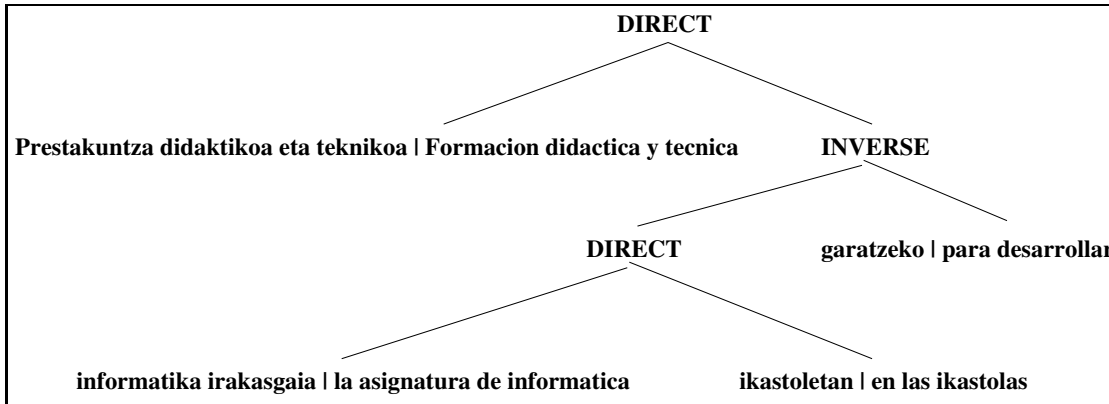 DIRECT
Prestakuntza didaktikoa eta teknikoa | Formacion didactica y tecnica INVERSE
DIRECT garatzeko | para desarrollar
informatika irakasgaia | la asignatura de informatica ikastoletan | en las ikastolas